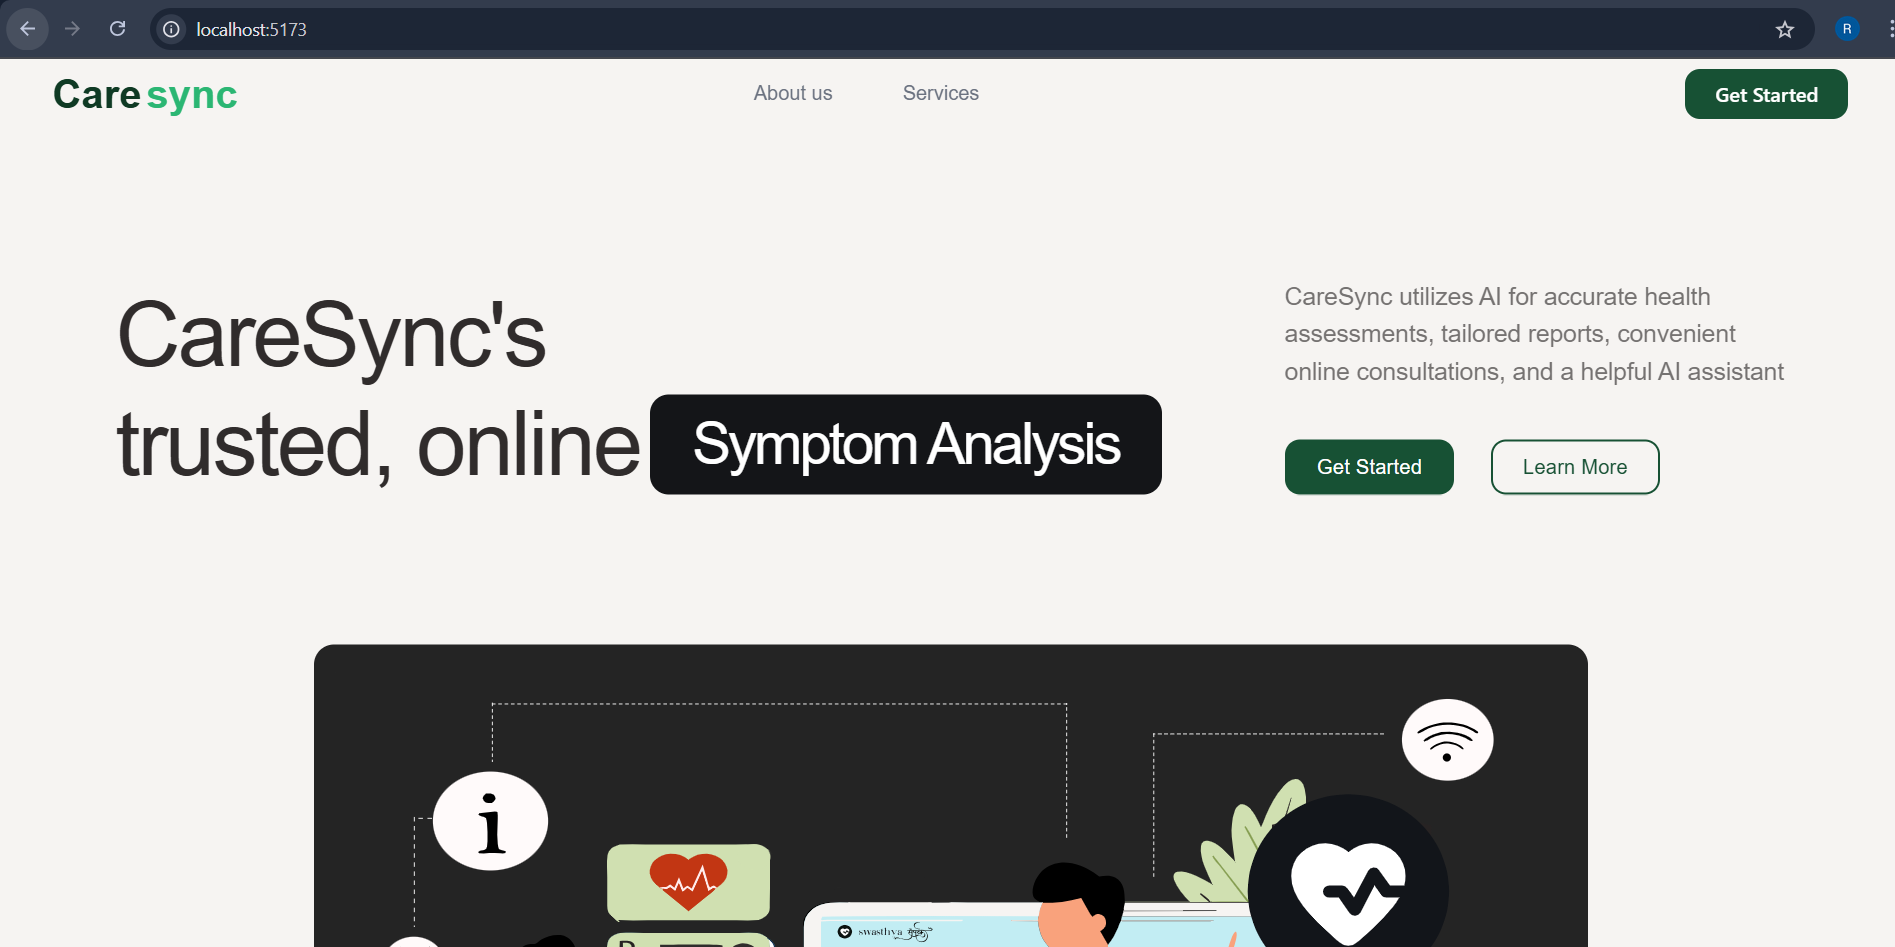 localhost:5173
R
Care sync
About us
Services
Get Started
CareSync's
trusted, online Symptom Analysis
CareSync utilizes AI for accurate health
assessments, tailored reports, convenient
online consultations, and a helpful AI assistant
Get Started
Learn More
i
swasthya